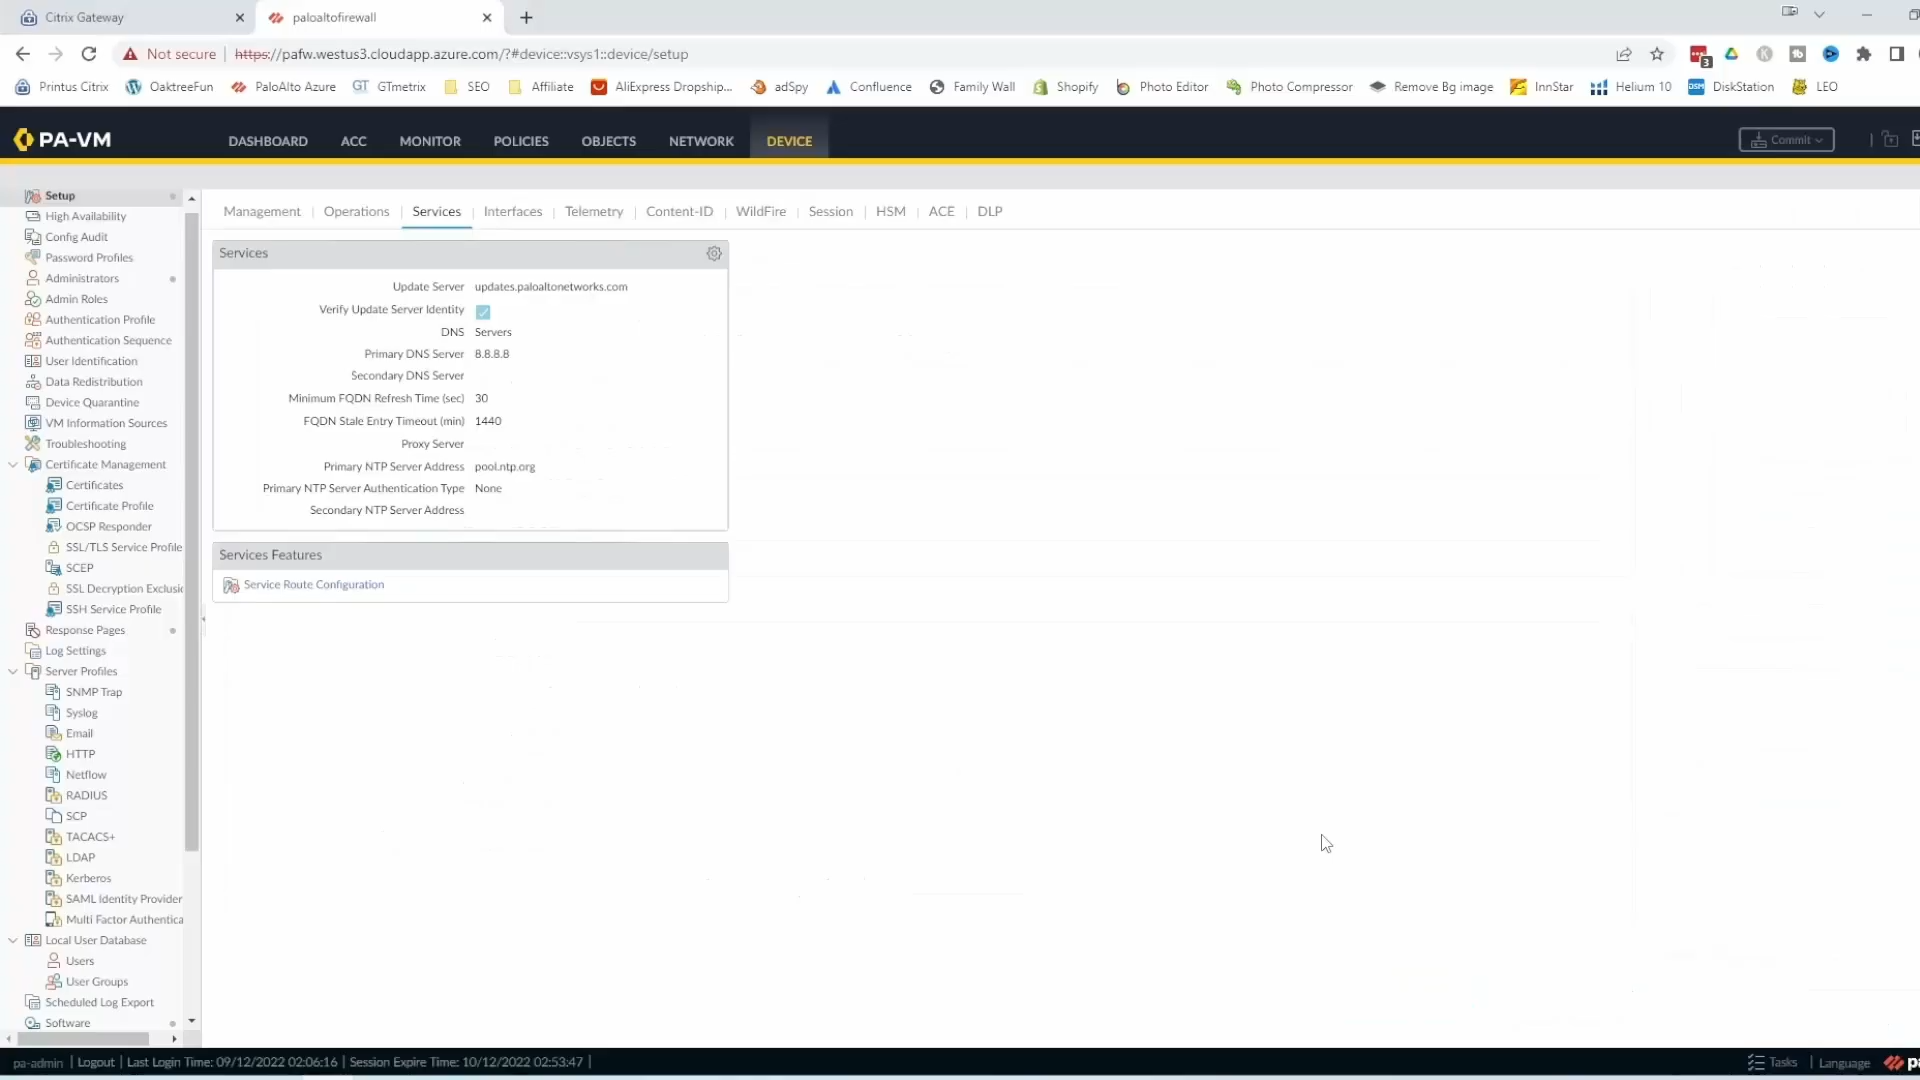 Citrix Gateway
paloaltofirewall
Not secure https://pafw.westus3.cloudapp.azure.com/?#device::vsys1::device/setup
3
Printus Citrix OaktreeFun PaloAlto Azure GT GTmetrix SEO Affiliate AliExpress Dropship... adSpy Confluence Family Wall Shopify Photo Editor Photo Compressor Remove Bg image InnStar Helium 10 DSM DiskStation LEO
PA-VM DASHBOARD ACC MONITOR POLICIES OBJECTS NETWORK DEVICE Commit
Setup
High Availability
Config Audit
Password Profiles
Administrators
Admin Roles
Authentication Profile
Authentication Sequence
User Identification
Data Redistribution
Device Quarantine
VM Information Sources
Troubleshooting
Certificate Management
Certificates
Certificate Profile
OCSP Responder
SSL/TLS Service Profile
SCEP
SSL Decryption Exclusio
SSH Service Profile
Response Pages
Log Settings
Server Profiles
SNMP Trap
Syslog
Email
HTTP
Netflow
RADIUS
SCP
TACACS+
LDAP
Kerberos
SAML Identity Provider
Multi Factor Authentica
Local User Database
Users
User Groups
Scheduled Log Export
Software
Management Operations Services Interfaces Telemetry Content-ID WildFire Session HSM ACE DLP
Services
Update Server updates.paloaltonetworks.com
Verify Update Server Identity
DNS Servers
Primary DNS Server 8.8.8.8
Secondary DNS Server
Minimum FQDN Refresh Time (sec) 30
FQDN Stale Entry Timeout (min) 1440
Proxy Server
Primary NTP Server Address pool.ntp.org
Primary NTP Server Authentication Type None
Secondary NTP Server Address
Services Features
Service Route Configuration
pa-admin | Logout | Last Login Time: 09/12/2022 02:06:16 | Session Expire Time: 10/12/2022 02:53:47 |
Tasks | Language pa